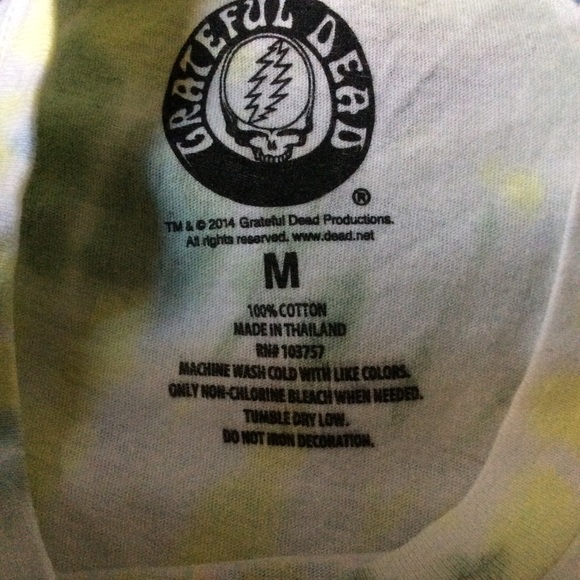 GRATEFUL DEAD
®
TM & © 2014 Grateful Dead Productions.
All rights reserved. www.dead.net
M
100% COTTON
MADE IN THAILAND
RN# 103757
MACHINE WASH COLD WITH LIKE COLORS.
ONLY NON-CHLORINE BLEACH WHEN NEEDED.
TUMBLE DRY LOW.
DO NOT IRON DECORATION.